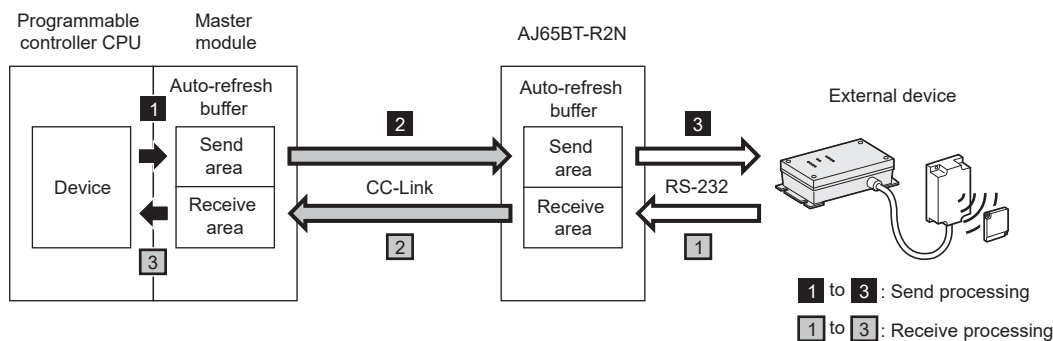 Programmable
controller CPU
Master
module
AJ65BT-R2N
Auto-refresh
buffer
Auto-refresh
buffer
External device
1
2
3
Device
Send
area
Send
area
CC-Link
RS-232
Receive
area
Receive
area
3
2
1
1 to 3 : Send processing
1 to 3 : Receive processing